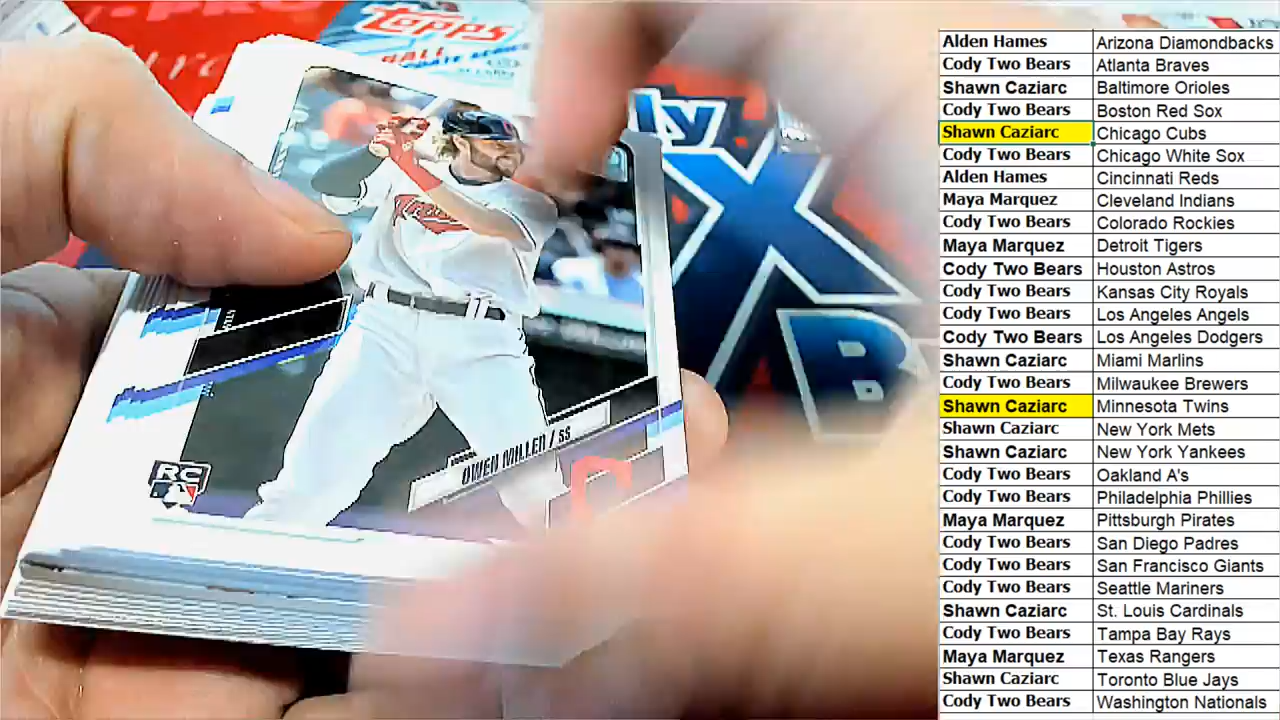 TOPPS
ly
X
B
OWEN MILLER / SS
RC
Alden Hames Arizona Diamondbacks
Cody Two Bears Atlanta Braves
Shawn Caziarc Baltimore Orioles
Cody Two Bears Boston Red Sox
Shawn Caziarc Chicago Cubs
Cody Two Bears Chicago White Sox
Alden Hames Cincinnati Reds
Maya Marquez Cleveland Indians
Cody Two Bears Colorado Rockies
Maya Marquez Detroit Tigers
Cody Two Bears Houston Astros
Cody Two Bears Kansas City Royals
Cody Two Bears Los Angeles Angels
Cody Two Bears Los Angeles Dodgers
Shawn Caziarc Miami Marlins
Cody Two Bears Milwaukee Brewers
Shawn Caziarc Minnesota Twins
Shawn Caziarc New York Mets
Shawn Caziarc New York Yankees
Cody Two Bears Oakland A's
Cody Two Bears Philadelphia Phillies
Maya Marquez Pittsburgh Pirates
Cody Two Bears San Diego Padres
Cody Two Bears San Francisco Giants
Cody Two Bears Seattle Mariners
Shawn Caziarc St. Louis Cardinals
Cody Two Bears Tampa Bay Rays
Maya Marquez Texas Rangers
Shawn Caziarc Toronto Blue Jays
Cody Two Bears Washington Nationals